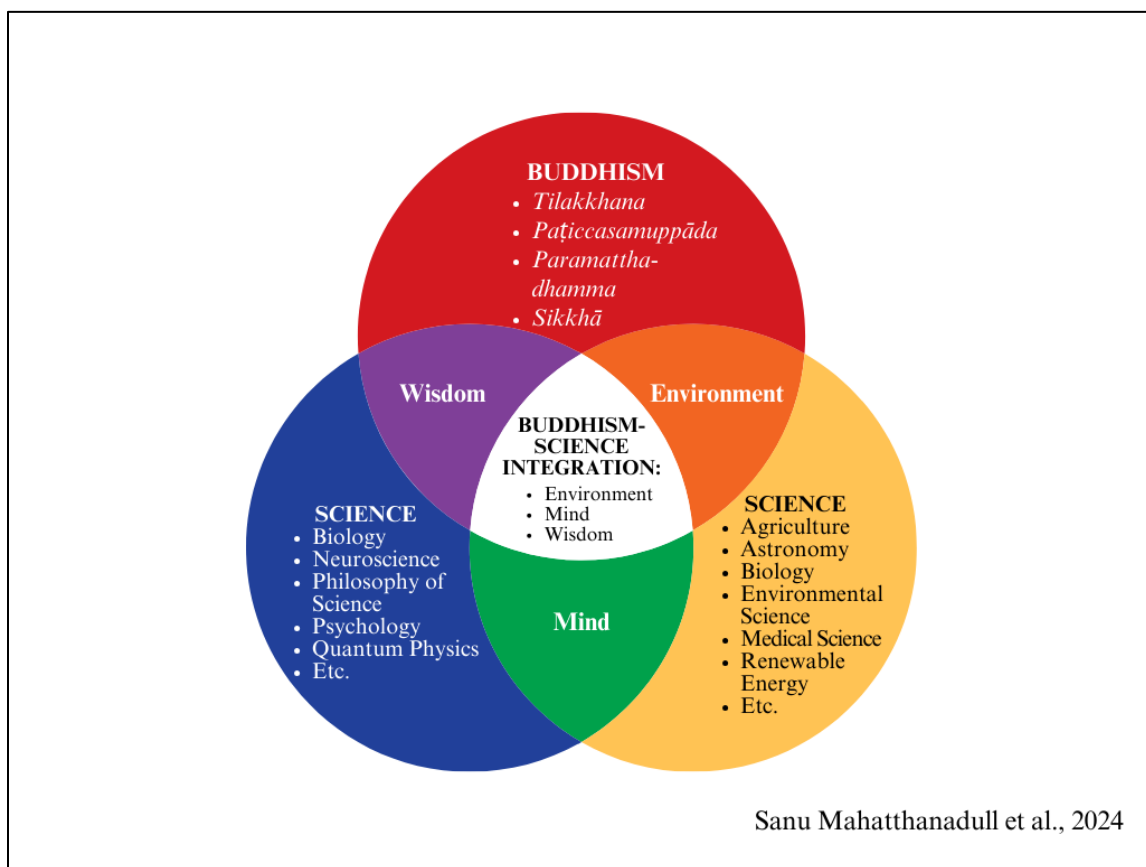 BUDDHISM
• Tilakkhana
• Paṭiccasamuppāda
• Paramattha-
dhamma
• Sikkhā
Wisdom
Environment
BUDDHISM-
SCIENCE
INTEGRATION:
• Environment
• Mind
• Wisdom
SCIENCE
• Biology
• Neuroscience
• Philosophy of
Science
• Psychology
• Quantum Physics
• Etc.
Mind
SCIENCE
• Agriculture
• Astronomy
• Biology
• Environmental
Science
• Medical Science
• Renewable
Energy
• Etc.
Sanu Mahatthanadull et al., 2024